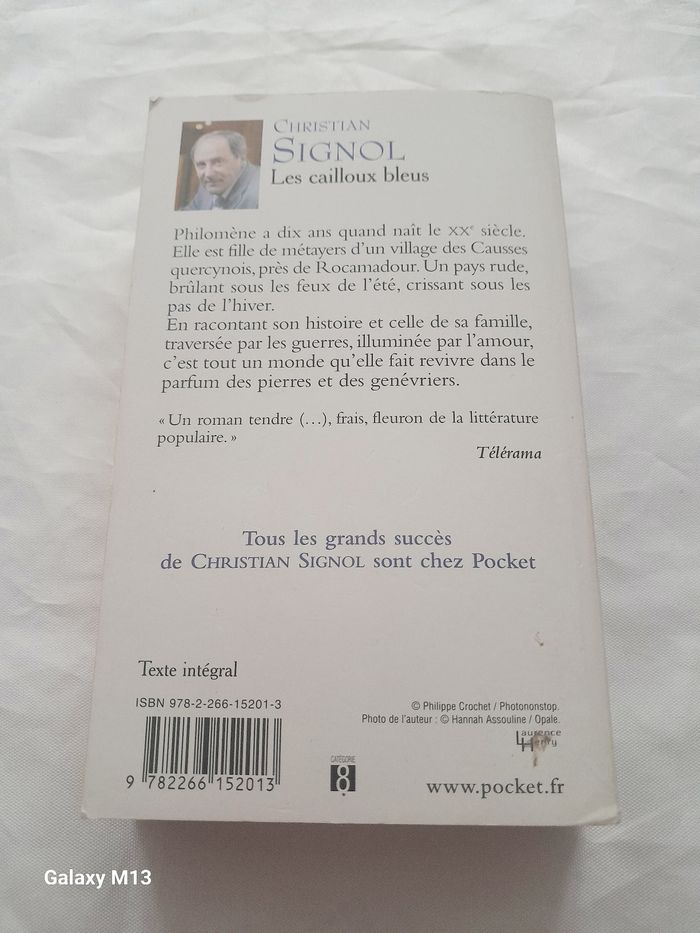 CHRISTIAN
SIGNOL
Les cailloux bleus
Philomène a dix ans quand naît le XXe siècle.
Elle est fille de métayers d'un village des Causses
quercynois, près de Rocamadour. Un pays rude,
brûlant sous les feux de l'été, crissant sous les
pas de l'hiver.
En racontant son histoire et celle de sa famille,
traversée par les guerres, illuminée par l'amour,
c'est tout un monde qu'elle fait revivre dans le
parfum des pierres et des genévriers.
« Un roman tendre (…), frais, fleuron de la littérature
populaire. »
Télérama
Tous les grands succès
de CHRISTIAN SIGNOL sont chez Pocket
Texte intégral
ISBN 978-2-266-15201-3
© Philippe Crochet / Photononstop.
Photo de l'auteur : © Hannah Assouline / Opale.
Laurence
Henry
9 782266 152013
CATÉGORIE
8
www.pocket.fr
Galaxy M13